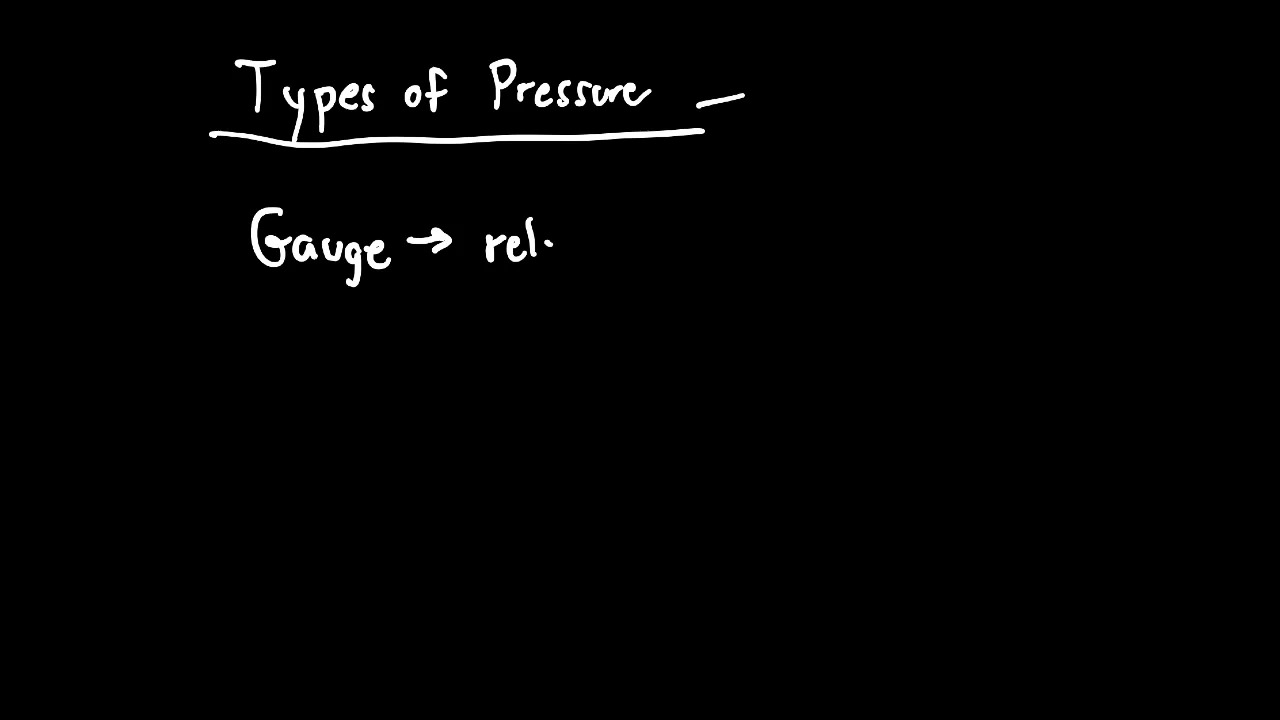 Types of Pressure –
Gauge → rel